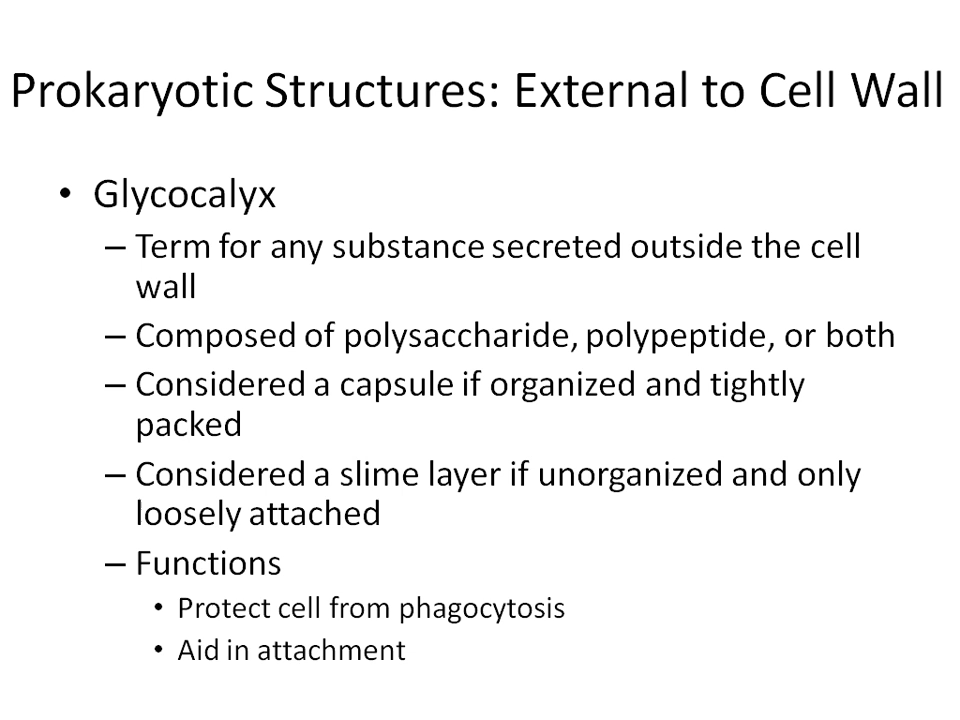 Prokaryotic Structures: External to Cell Wall
• Glycocalyx
– Term for any substance secreted outside the cell
wall
– Composed of polysaccharide, polypeptide, or both
– Considered a capsule if organized and tightly
packed
– Considered a slime layer if unorganized and only
loosely attached
– Functions
• Protect cell from phagocytosis
• Aid in attachment